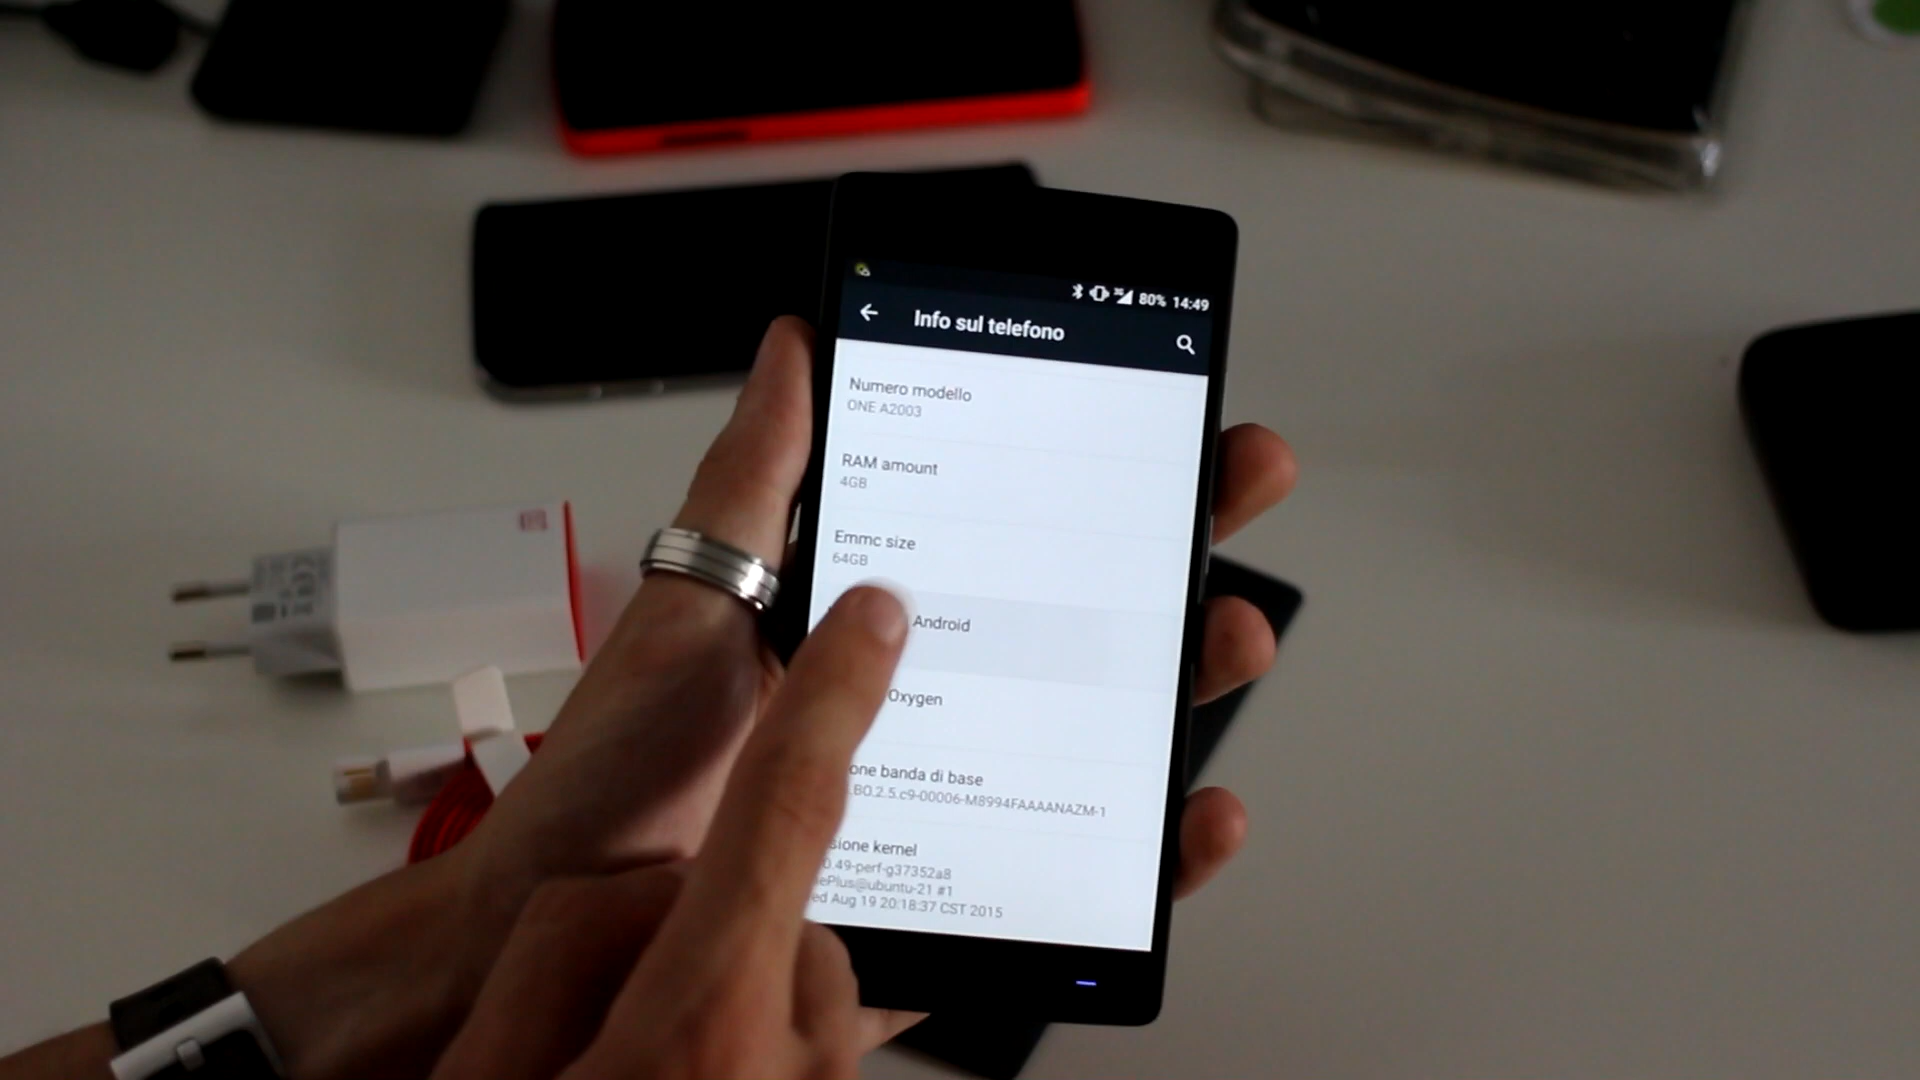 80% 14:49
Info sul telefono
Numero modello
ONE A2003
RAM amount
4GB
Emmc size
64GB
Android
Oxygen
one banda di base
.BO.2.5.c9-00006-M8994FAAAANAZM-1
sione kernel
0.49-perf-g37352a8
ePlus@ubuntu-21 #1
ed Aug 19 20:18:37 CST 2015